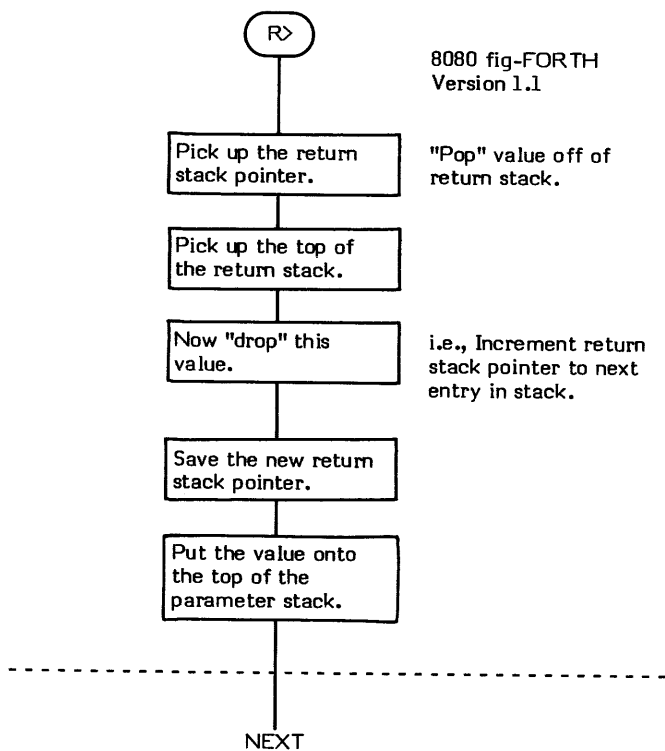 R>
8080 fig-FORTH
Version 1.1
Pick up the return
stack pointer.
"Pop" value off of
return stack.
Pick up the top of
the return stack.
Now "drop" this
value.
i.e., Increment return
stack pointer to next
entry in stack.
Save the new return
stack pointer.
Put the value onto
the top of the
parameter stack.
NEXT